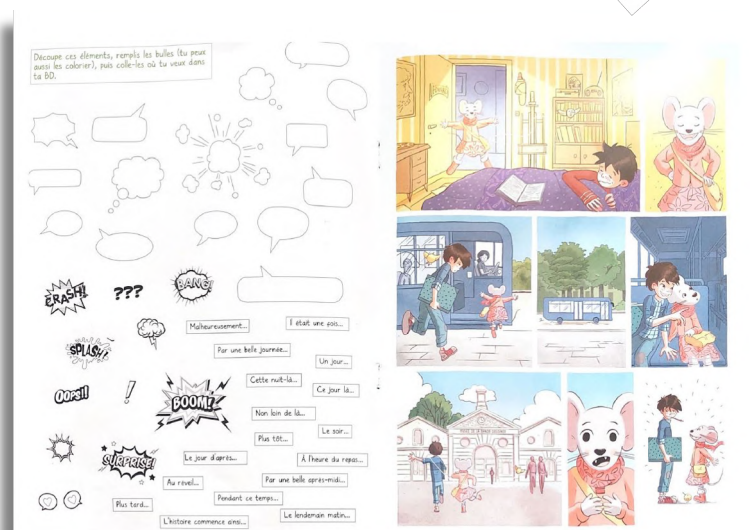 Découpe ces éléments, remplis les bulles (tu peux
aussi les colorier), puis colle-les où tu veux dans
ta BD.
CRASH!
???
BANG!
Malheureusement...
Il était une fois...
SPLASH!
Par une belle journée...
Un jour...
Cette nuit-là...
Ce jour là...
OOPS!!
!
BOOM!
Non loin de là...
Le soir...
Plus tôt...
SURPRISE!
Le jour d'après...
À l'heure du repas...
Au réveil...
Par une belle après-midi...
Pendant ce temps...
Plus tard...
Le lendemain matin...
L'histoire commence ainsi...